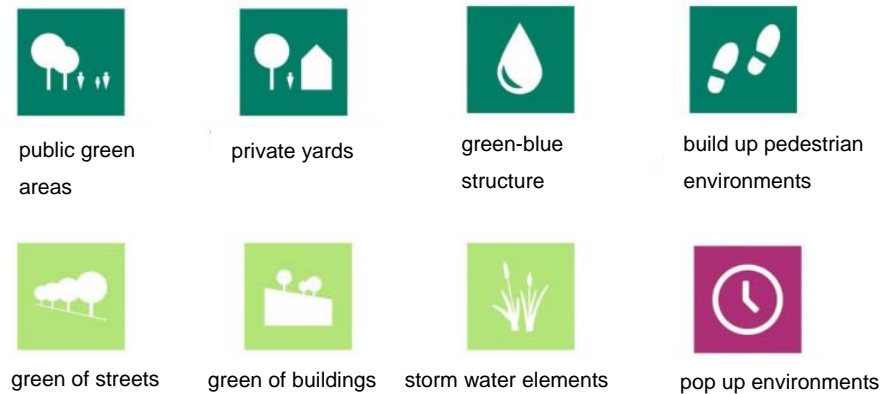 public green
areas
private yards
green-blue
structure
build up pedestrian
environments
green of streets
green of buildings
storm water elements
pop up environments